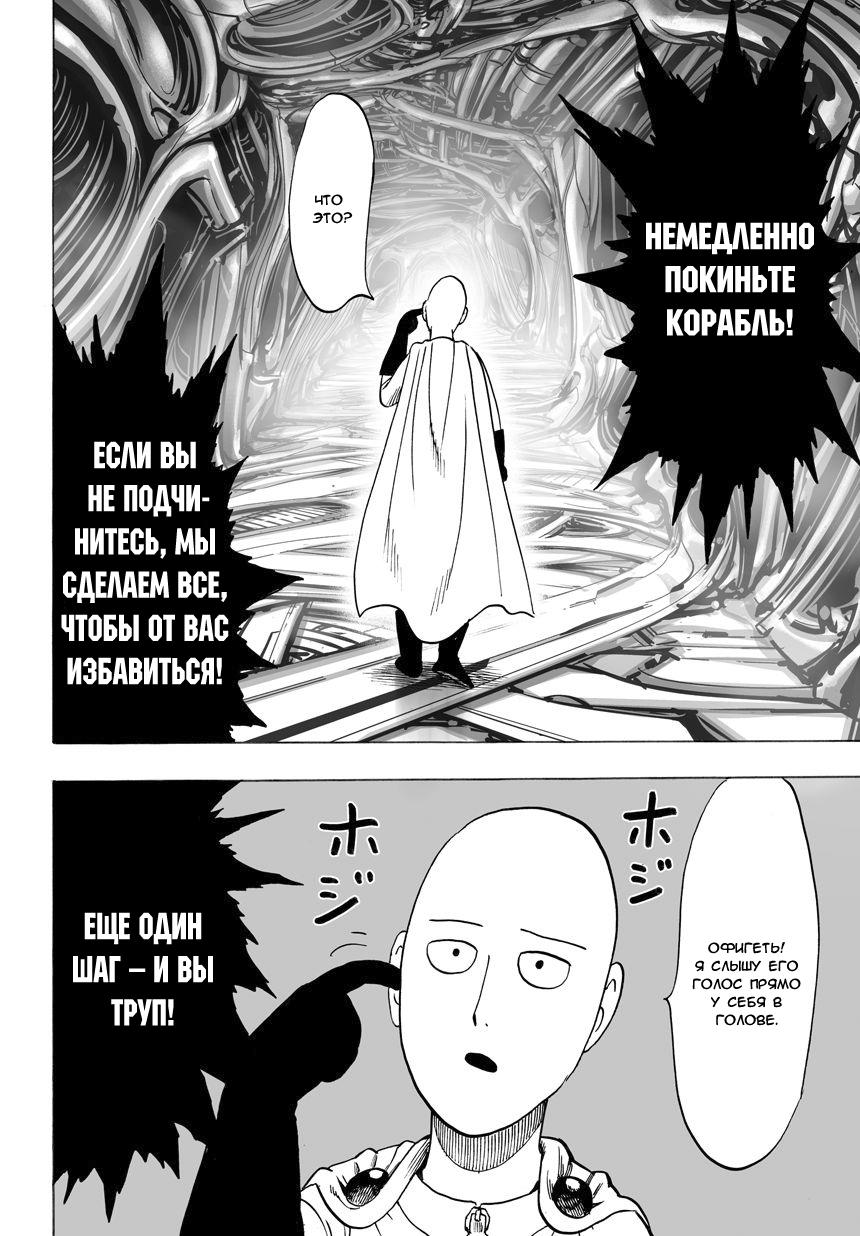 НЕМЕДЛЕННО
ПОКИНЬТЕ
КОРАБЛЬ!
ЧТО
ЭТО?
ЕСЛИ ВЫ
НЕ ПОДЧИ-
НИТЕСЬ, МЫ
СДЕЛАЕМ ВСЕ,
ЧТОБЫ ОТ ВАС
ИЗБАВИТЬСЯ!
ОФИГЕТЬ!
Я СЛЫШУ ЕГО
ГОЛОС ПРЯМО
У СЕБЯ В
ГОЛОВЕ.
ホジ
ホジ
ЕЩЕ ОДИН
ШАГ – И ВЫ
ТРУП!